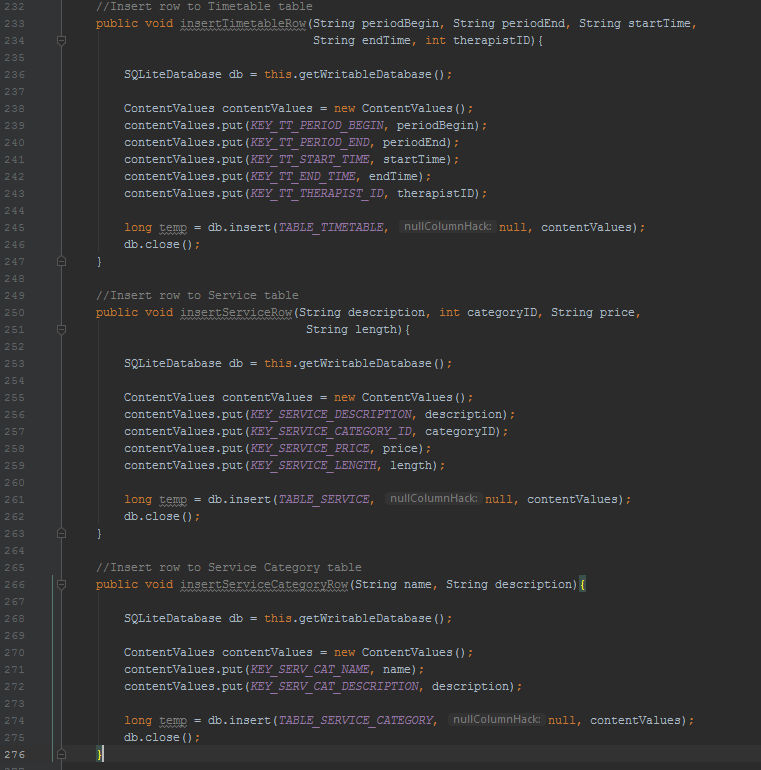 232 //Insert row to Timetable table
233 public void insertTimetableRow(String periodBegin, String periodEnd, String startTime,
234 String endTime, int therapistID){
235
236 SQLiteDatabase db = this.getWritableDatabase();
237
238 ContentValues contentValues = new ContentValues();
239 contentValues.put(KEY_TT_PERIOD_BEGIN, periodBegin);
240 contentValues.put(KEY_TT_PERIOD_END, periodEnd);
241 contentValues.put(KEY_TT_START_TIME, startTime);
242 contentValues.put(KEY_TT_END_TIME, endTime);
243 contentValues.put(KEY_TT_THERAPIST_ID, therapistID);
244
245 long temp = db.insert(TABLE_TIMETABLE, nullColumnHack: null, contentValues);
246 db.close();
247 }
248
249 //Insert row to Service table
250 public void insertServiceRow(String description, int categoryID, String price,
251 String length){
252
253 SQLiteDatabase db = this.getWritableDatabase();
254
255 ContentValues contentValues = new ContentValues();
256 contentValues.put(KEY_SERVICE_DESCRIPTION, description);
257 contentValues.put(KEY_SERVICE_CATEGORY_ID, categoryID);
258 contentValues.put(KEY_SERVICE_PRICE, price);
259 contentValues.put(KEY_SERVICE_LENGTH, length);
260
261 long temp = db.insert(TABLE_SERVICE, nullColumnHack: null, contentValues);
262 db.close();
263 }
264
265 //Insert row to Service Category table
266 public void insertServiceCategoryRow(String name, String description){
267
268 SQLiteDatabase db = this.getWritableDatabase();
269
270 ContentValues contentValues = new ContentValues();
271 contentValues.put(KEY_SERV_CAT_NAME, name);
272 contentValues.put(KEY_SERV_CAT_DESCRIPTION, description);
273
274 long temp = db.insert(TABLE_SERVICE_CATEGORY, nullColumnHack: null, contentValues);
275 db.close();
276 }